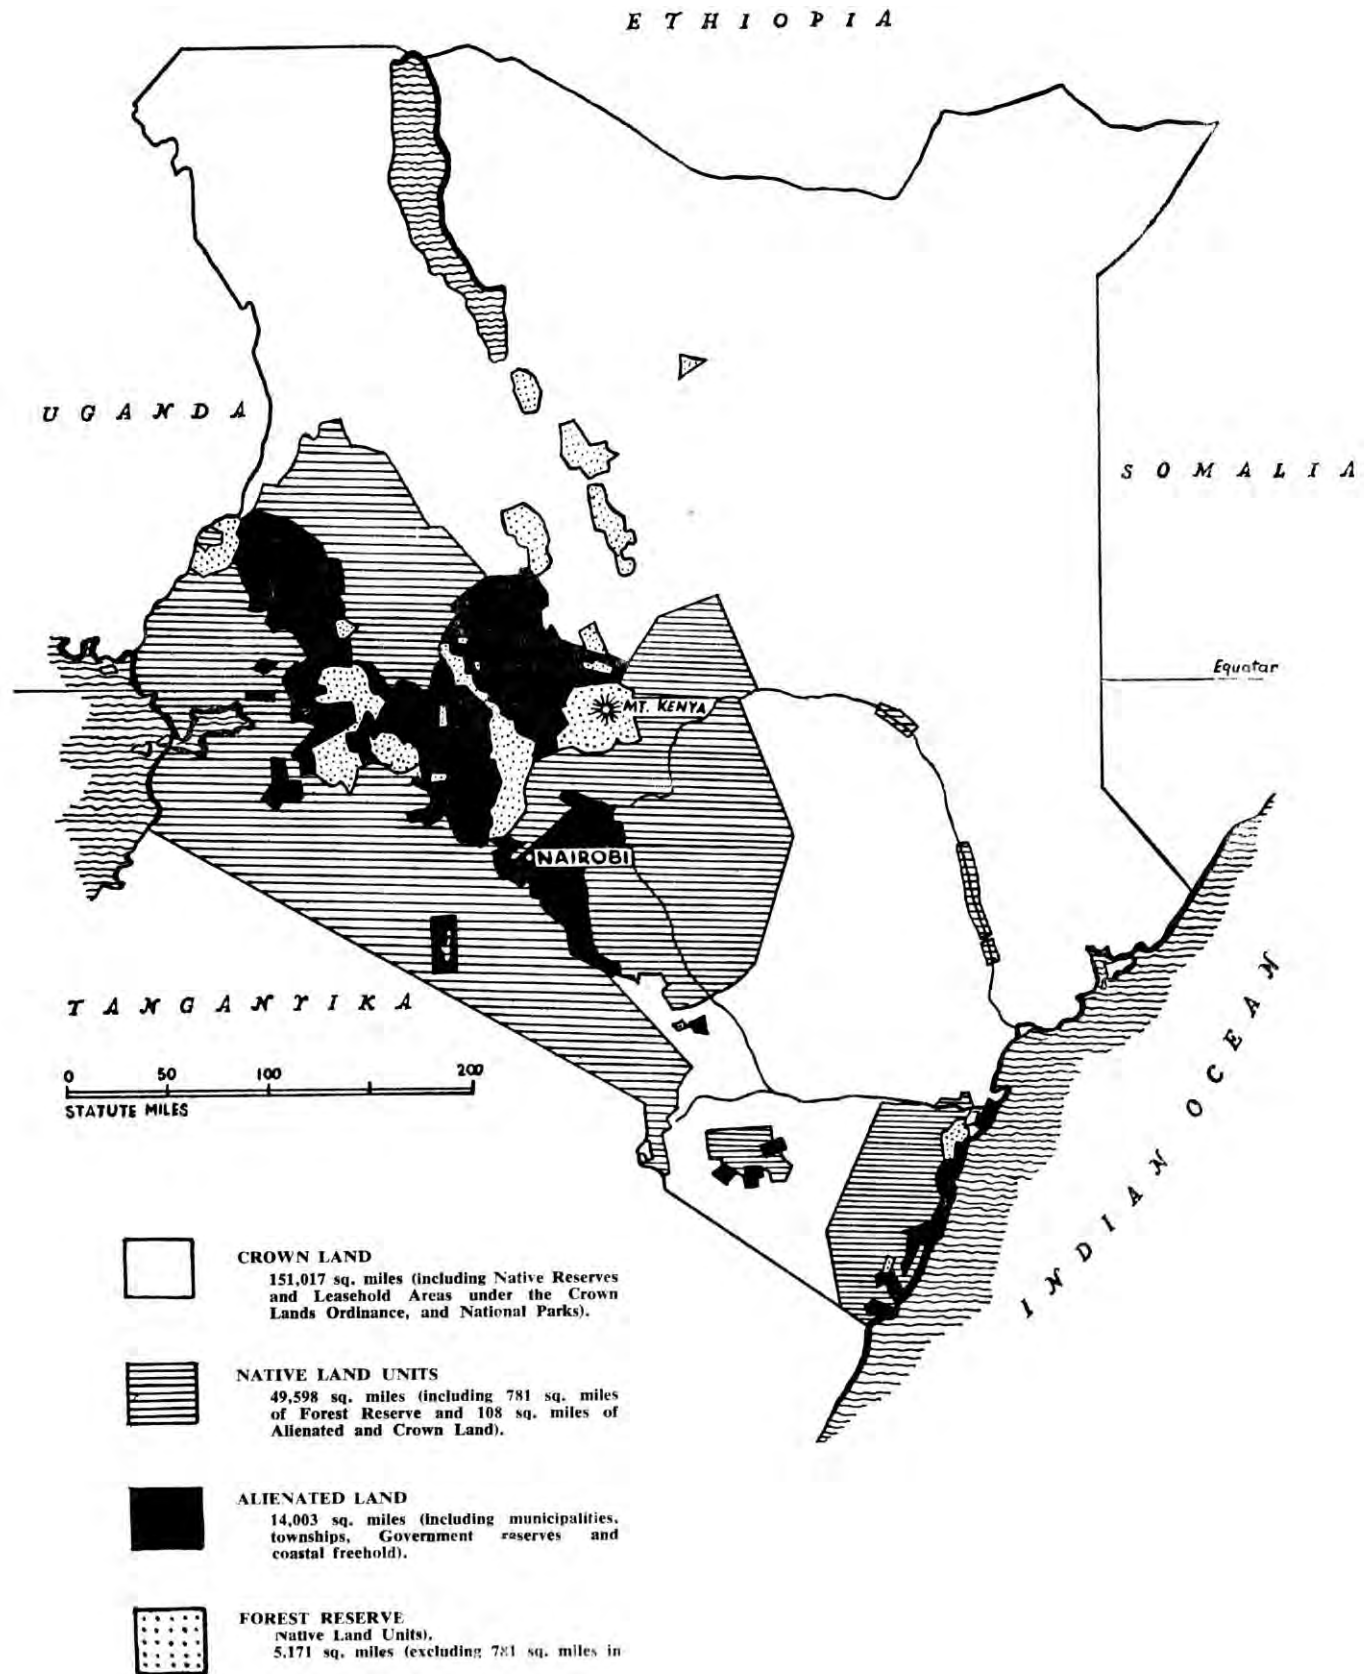 ETHIOPIA
UGANDA
SOMALIA
Equator
MT. KENYA
NAIROBI
TANGANYIKA
0 50 100 200
STATUTE MILES
INDIAN OCEAN
CROWN LAND
151,017 sq. miles (including Native Reserves
and Leasehold Areas under the Crown
Lands Ordinance, and National Parks).
NATIVE LAND UNITS
49,598 sq. miles (including 781 sq. miles
of Forest Reserve and 108 sq. miles of
Alienated and Crown Land).
ALIENATED LAND
14,003 sq. miles (Including municipalities,
townships, Government reserves and
coastal freehold).
FOREST RESERVE
Native Land Units).
5,171 sq. miles (excluding 781 sq. miles in